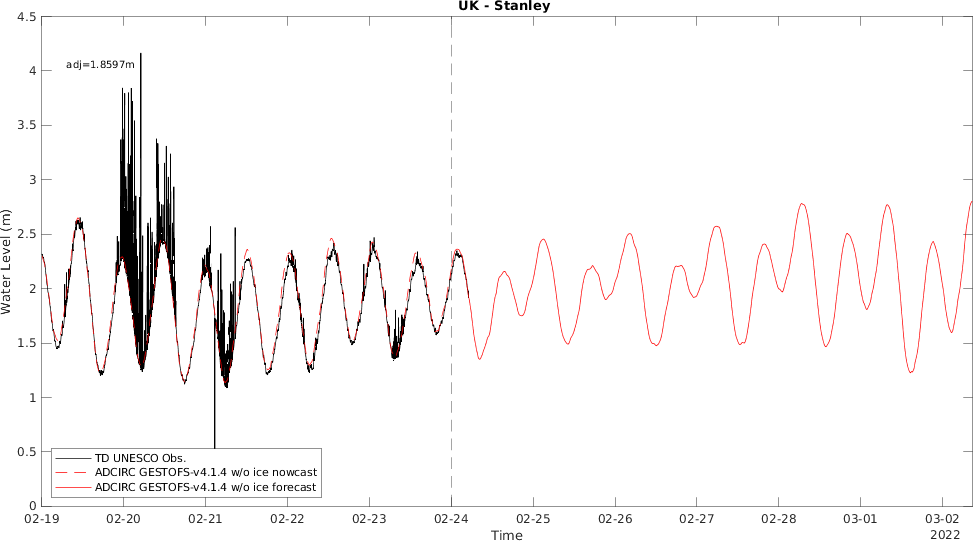 UK - Stanley
adj=1.8597m
Water Level (m)
4.5
4
3.5
3
2.5
2
1.5
1
0.5
0
TD UNESCO Obs.
ADCIRC GESTOFS-v4.1.4 w/o ice nowcast
ADCIRC GESTOFS-v4.1.4 w/o ice forecast
02-19 02-20 02-21 02-22 02-23 02-24 02-25 02-26 02-27 02-28 03-01 03-02
2022
Time